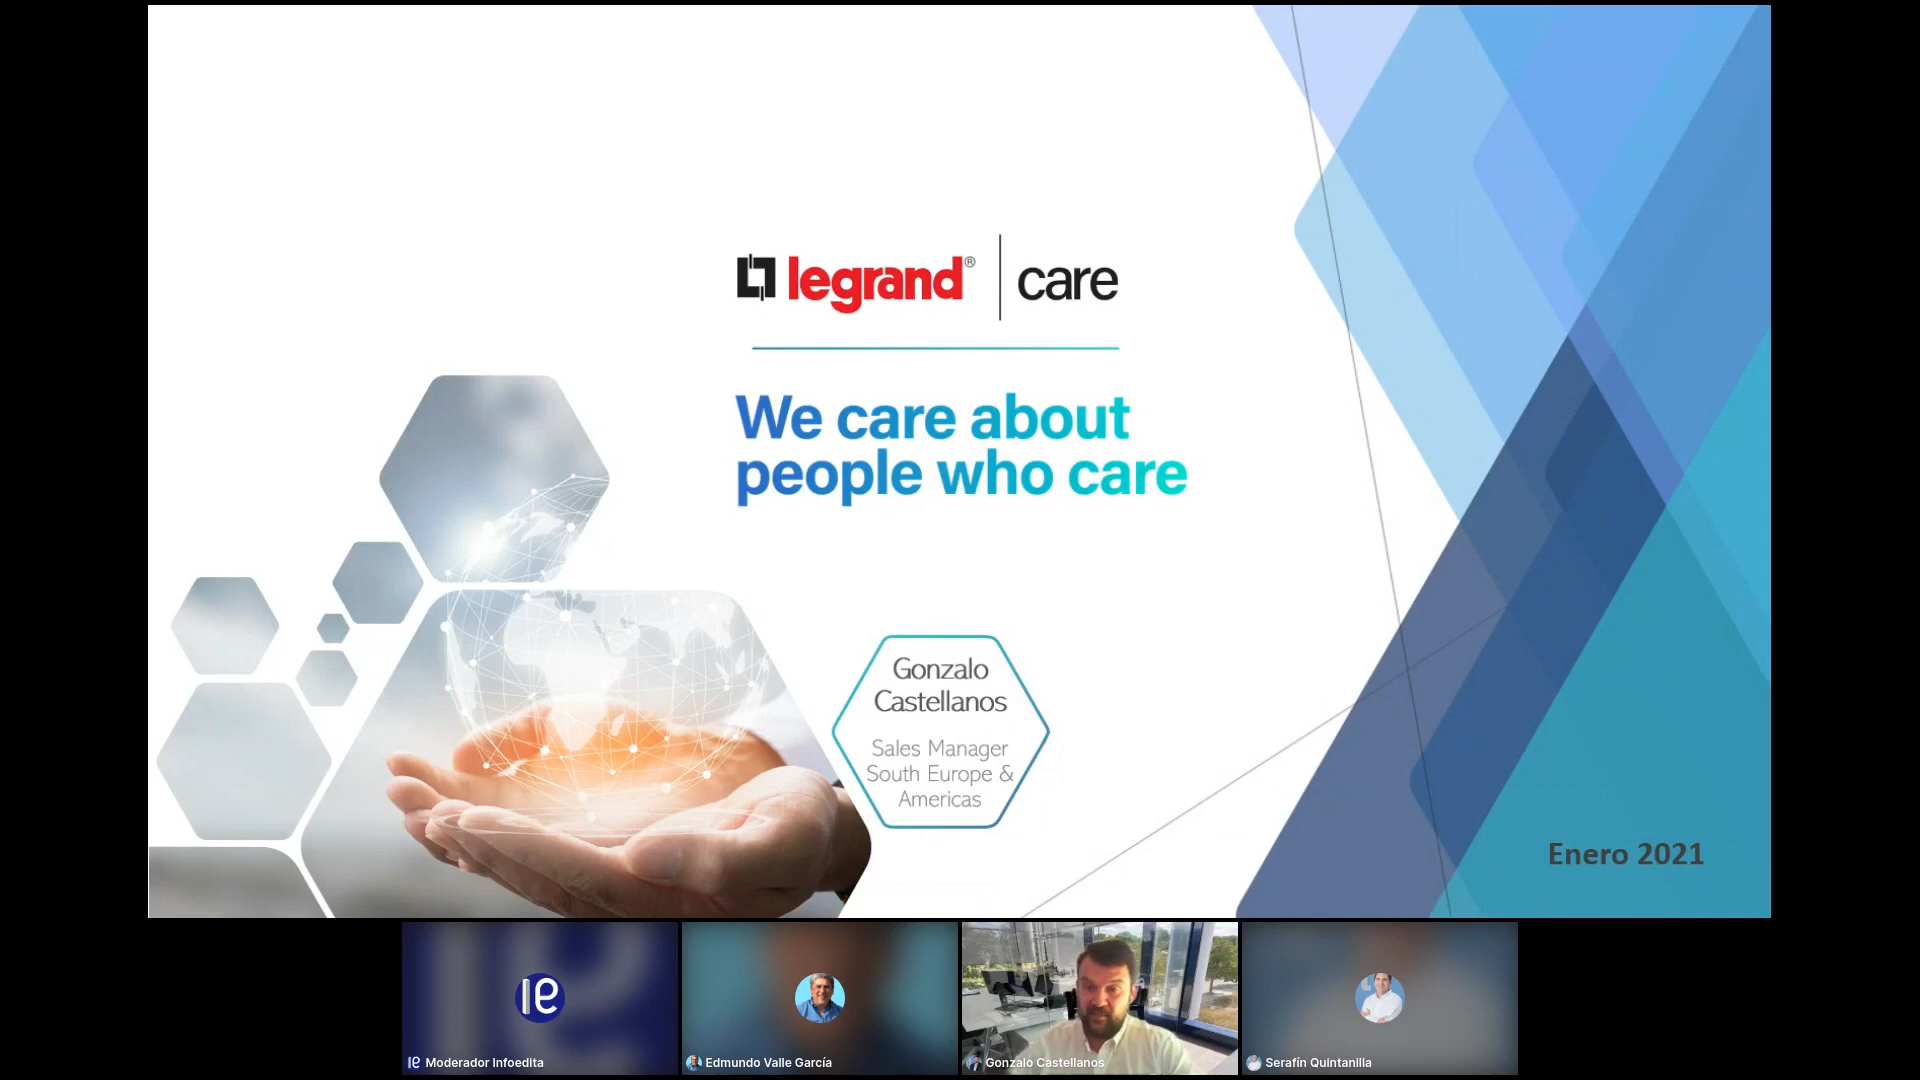 legrand® | care
We care about
people who care
Gonzalo
Castellanos
Sales Manager
South Europe &
Americas
Enero 2021
Moderador Infoedita
Edmundo Valle García
Gonzalo Castellanos
Serafín Quintanilla